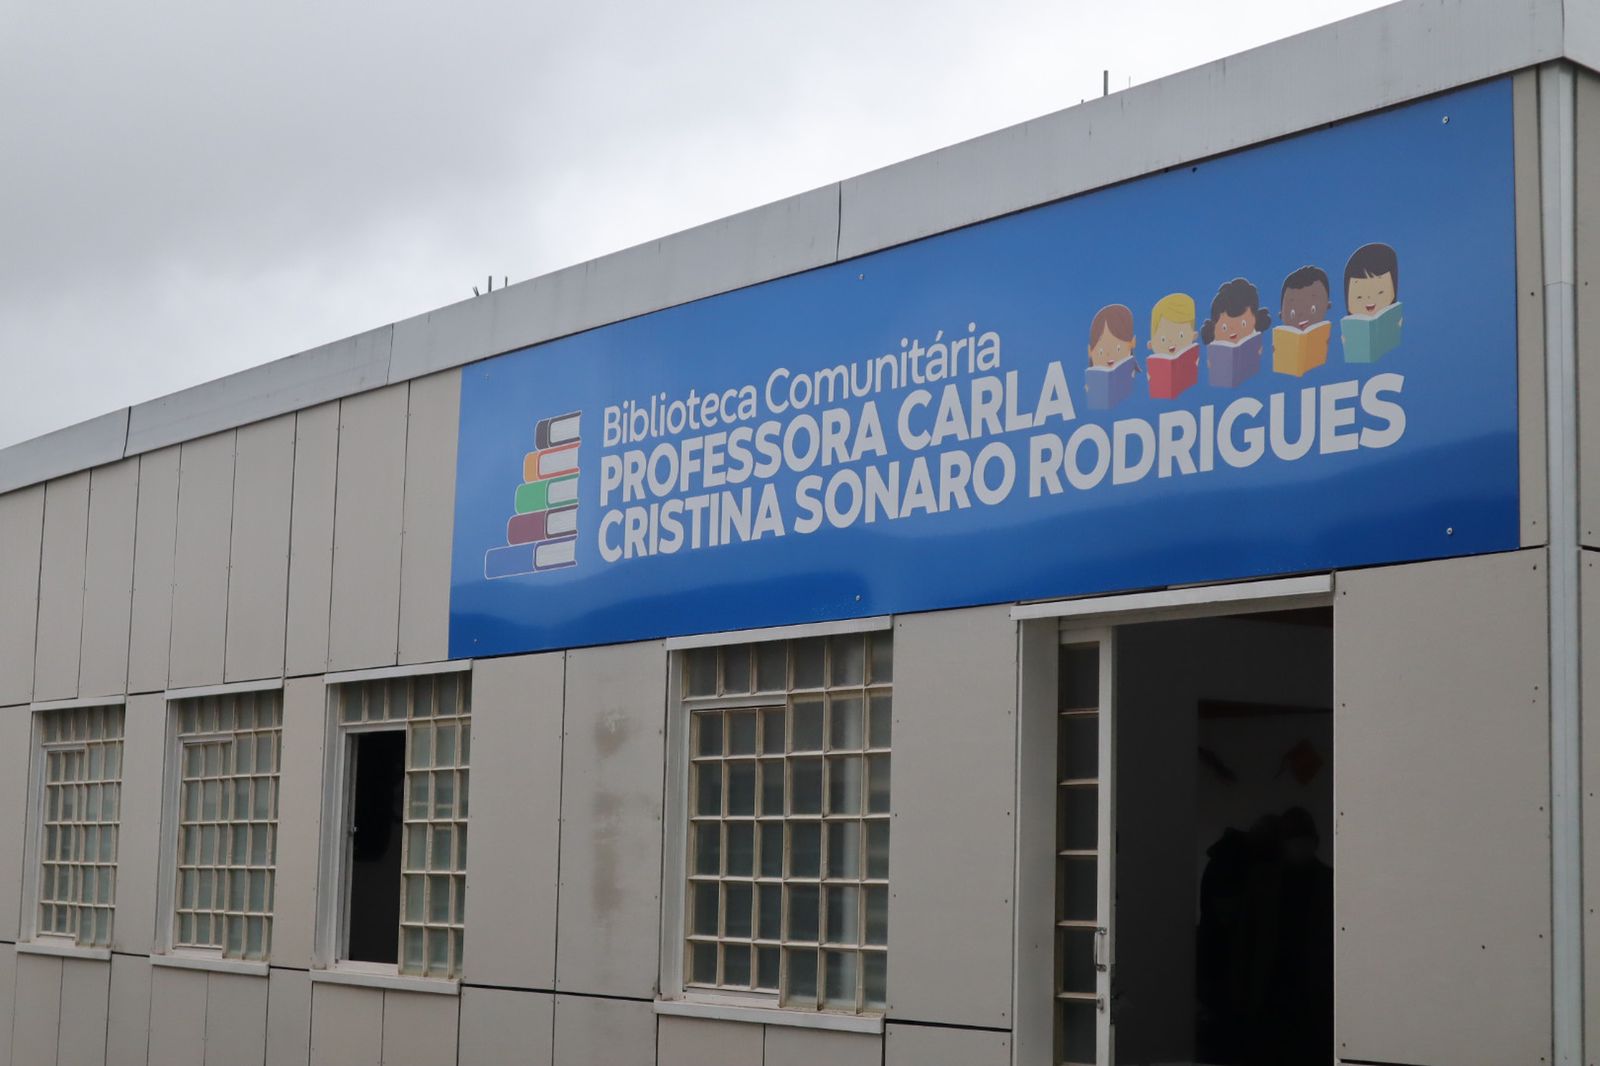 Biblioteca Comunitária
PROFESSORA CARLA
CRISTINA SONARO RODRIGUES